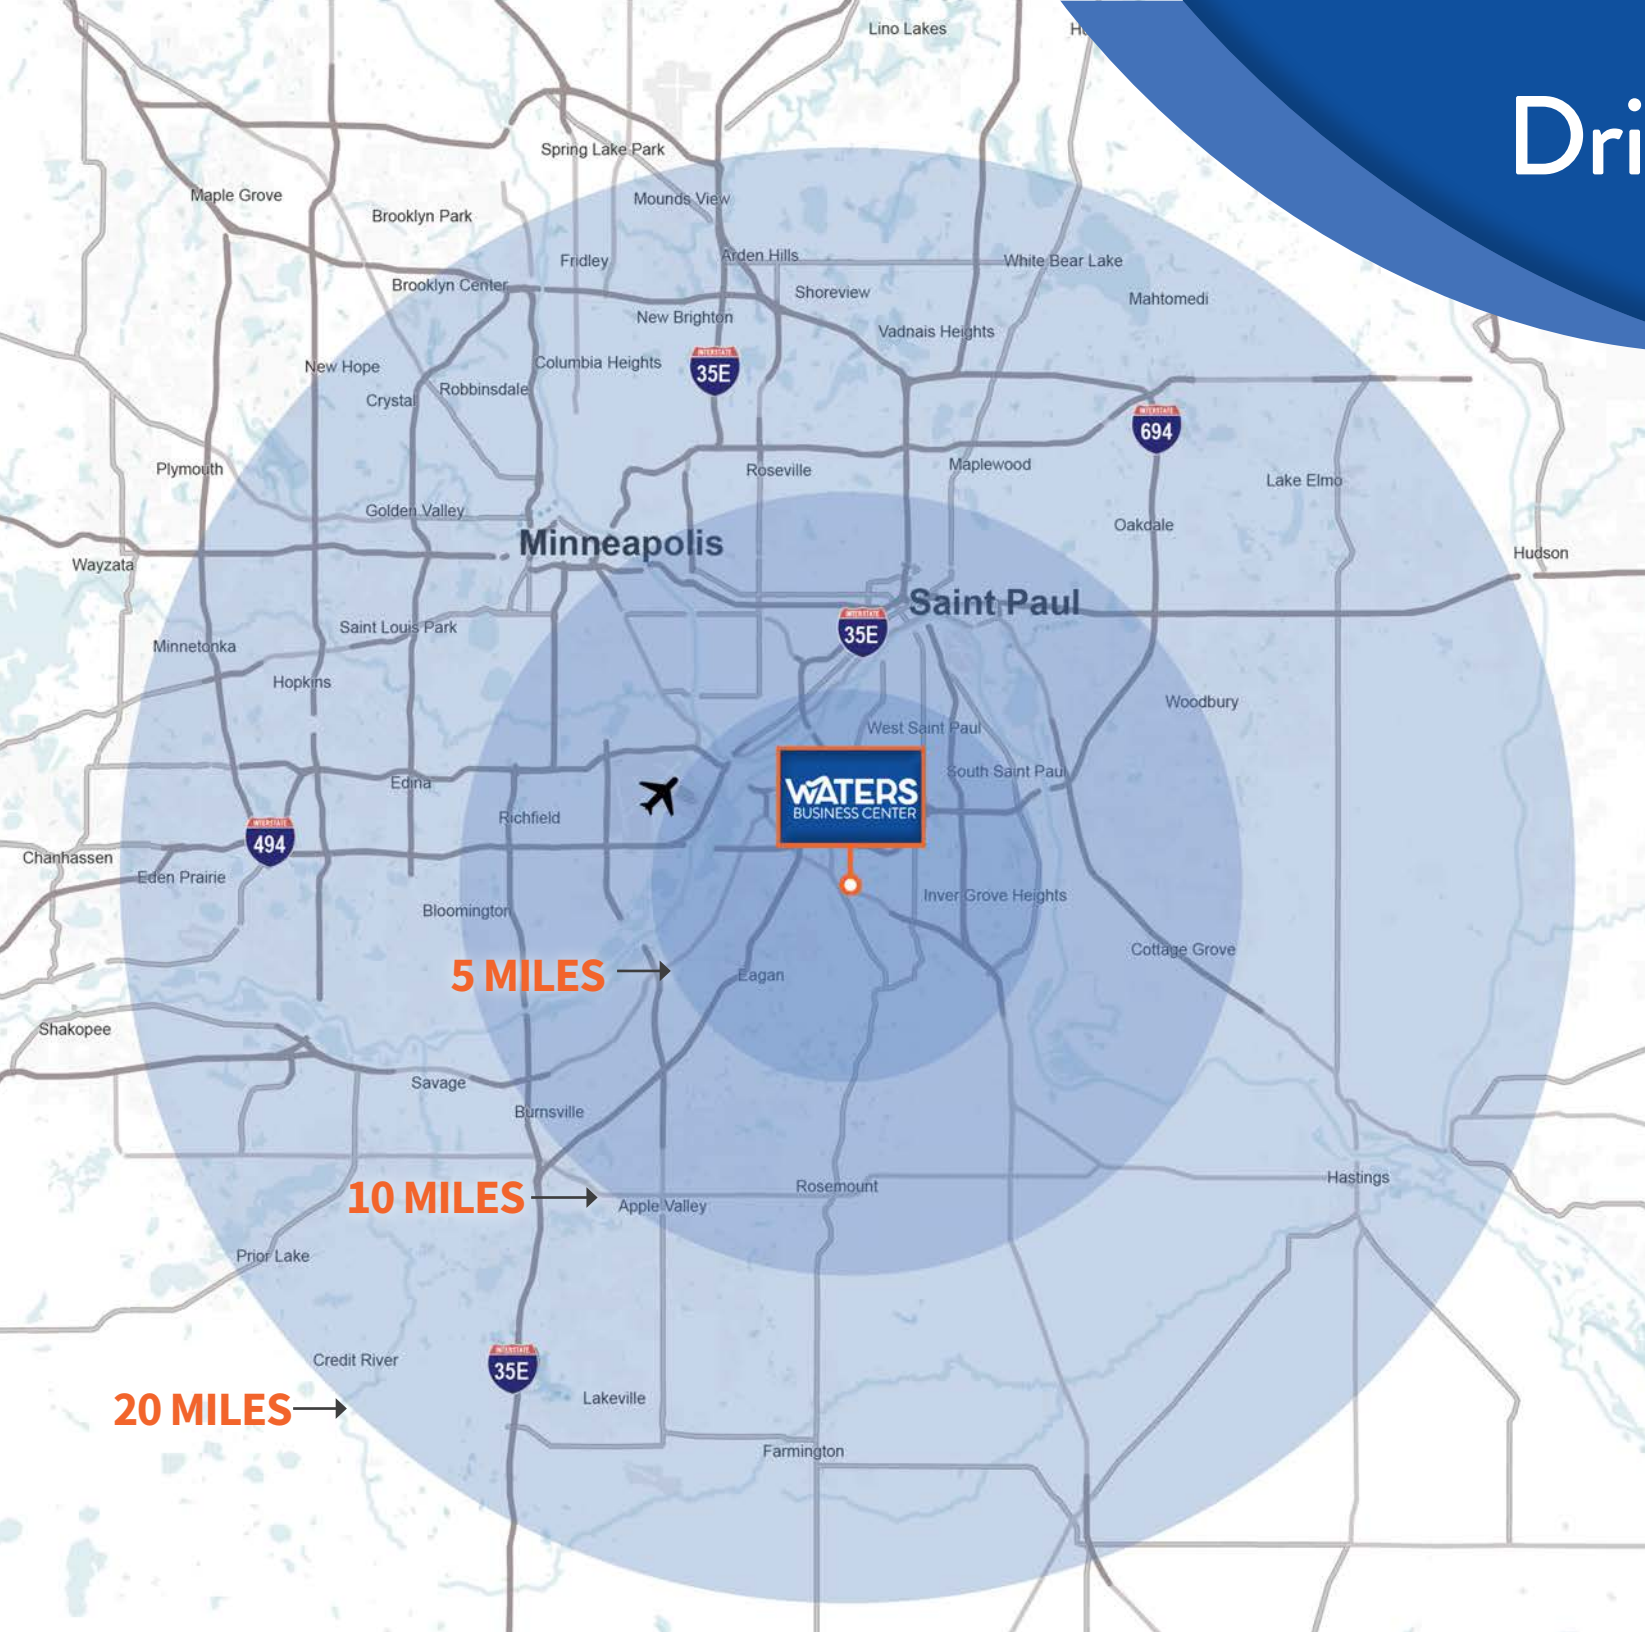 Lino Lakes
Dri
Spring Lake Park
Maple Grove
Mounds View
Brooklyn Park
Arden Hills
Fridley
White Bear Lake
Brooklyn Center
Shoreview
Mahtomedi
New Brighton
Vadnais Heights
INTERSTATE
35E
Columbia Heights
New Hope
Robbinsdale
Crystal
INTERSTATE
694
Plymouth
Roseville
Maplewood
Lake Elmo
Golden Valley
Oakdale
Minneapolis
Hudson
Wayzata
Saint Paul
INTERSTATE
35E
Saint Louis Park
Minnetonka
Hopkins
Woodbury
West Saint Paul
South Saint Paul
Edina
WATERS
BUSINESS CENTER
Richfield
INTERSTATE
494
Chanhassen
Eden Prairie
Inver Grove Heights
Bloomington
Cottage Grove
5 MILES
Eagan
Shakopee
Savage
Burnsville
Hastings
Rosemount
10 MILES
Apple Valley
Prior Lake
INTERSTATE
35E
Credit River
Lakeville
20 MILES
Farmington